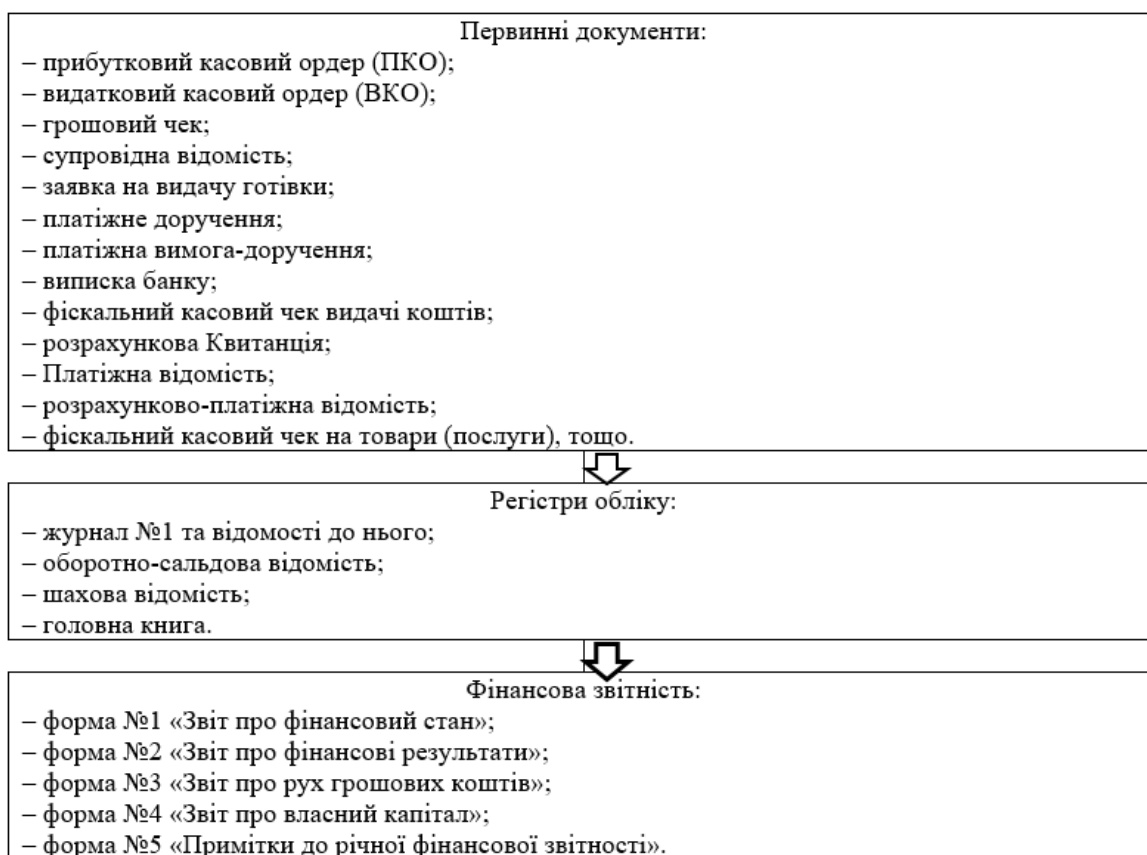 Первинні документи:
– прибутковий касовий ордер (ПКО);
– видатковий касовий ордер (ВКО);
– грошовий чек;
– супровідна відомість;
– заявка на видачу готівки;
– платіжне доручення;
– платіжна вимога-доручення;
– виписка банку;
– фіскальний касовий чек видачі коштів;
– розрахункова Квитанція;
– Платіжна відомість;
– розрахунково-платіжна відомість;
– фіскальний касовий чек на товари (послуги), тощо.
Регістри обліку:
– журнал №1 та відомості до нього;
– оборотно-сальдова відомість;
– шахова відомість;
– головна книга.
Фінансова звітність:
– форма №1 «Звіт про фінансовий стан»;
– форма №2 «Звіт про фінансові результати»;
– форма №3 «Звіт про рух грошових коштів»;
– форма №4 «Звіт про власний капітал»;
– форма №5 «Примітки до річної фінансової звітності».